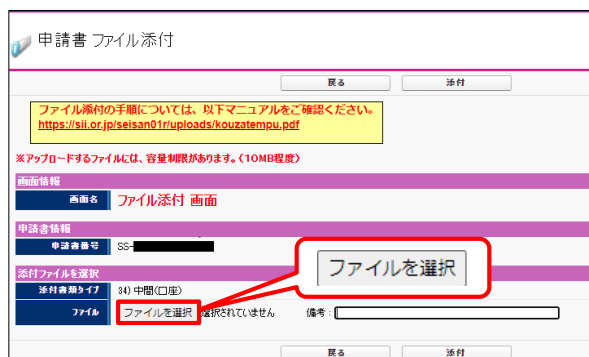 申請書 ファイル添付
戻る 添付
ファイル添付の手順については、以下マニュアルをご確認ください。
https://sii.or.jp/seisan01r/uploads/kouzatempu.pdf
※アップロードするファイルには、容量制限があります。(10MB程度)
画面情報
画面名 ファイル添付 画面
申請書情報
申請書番号 SS-
添付ファイルを選択
ファイルを選択
添付書類タイプ 34) 中間(口座)
ファイル ファイルを選択 選択されていません 備考:
戻る 添付